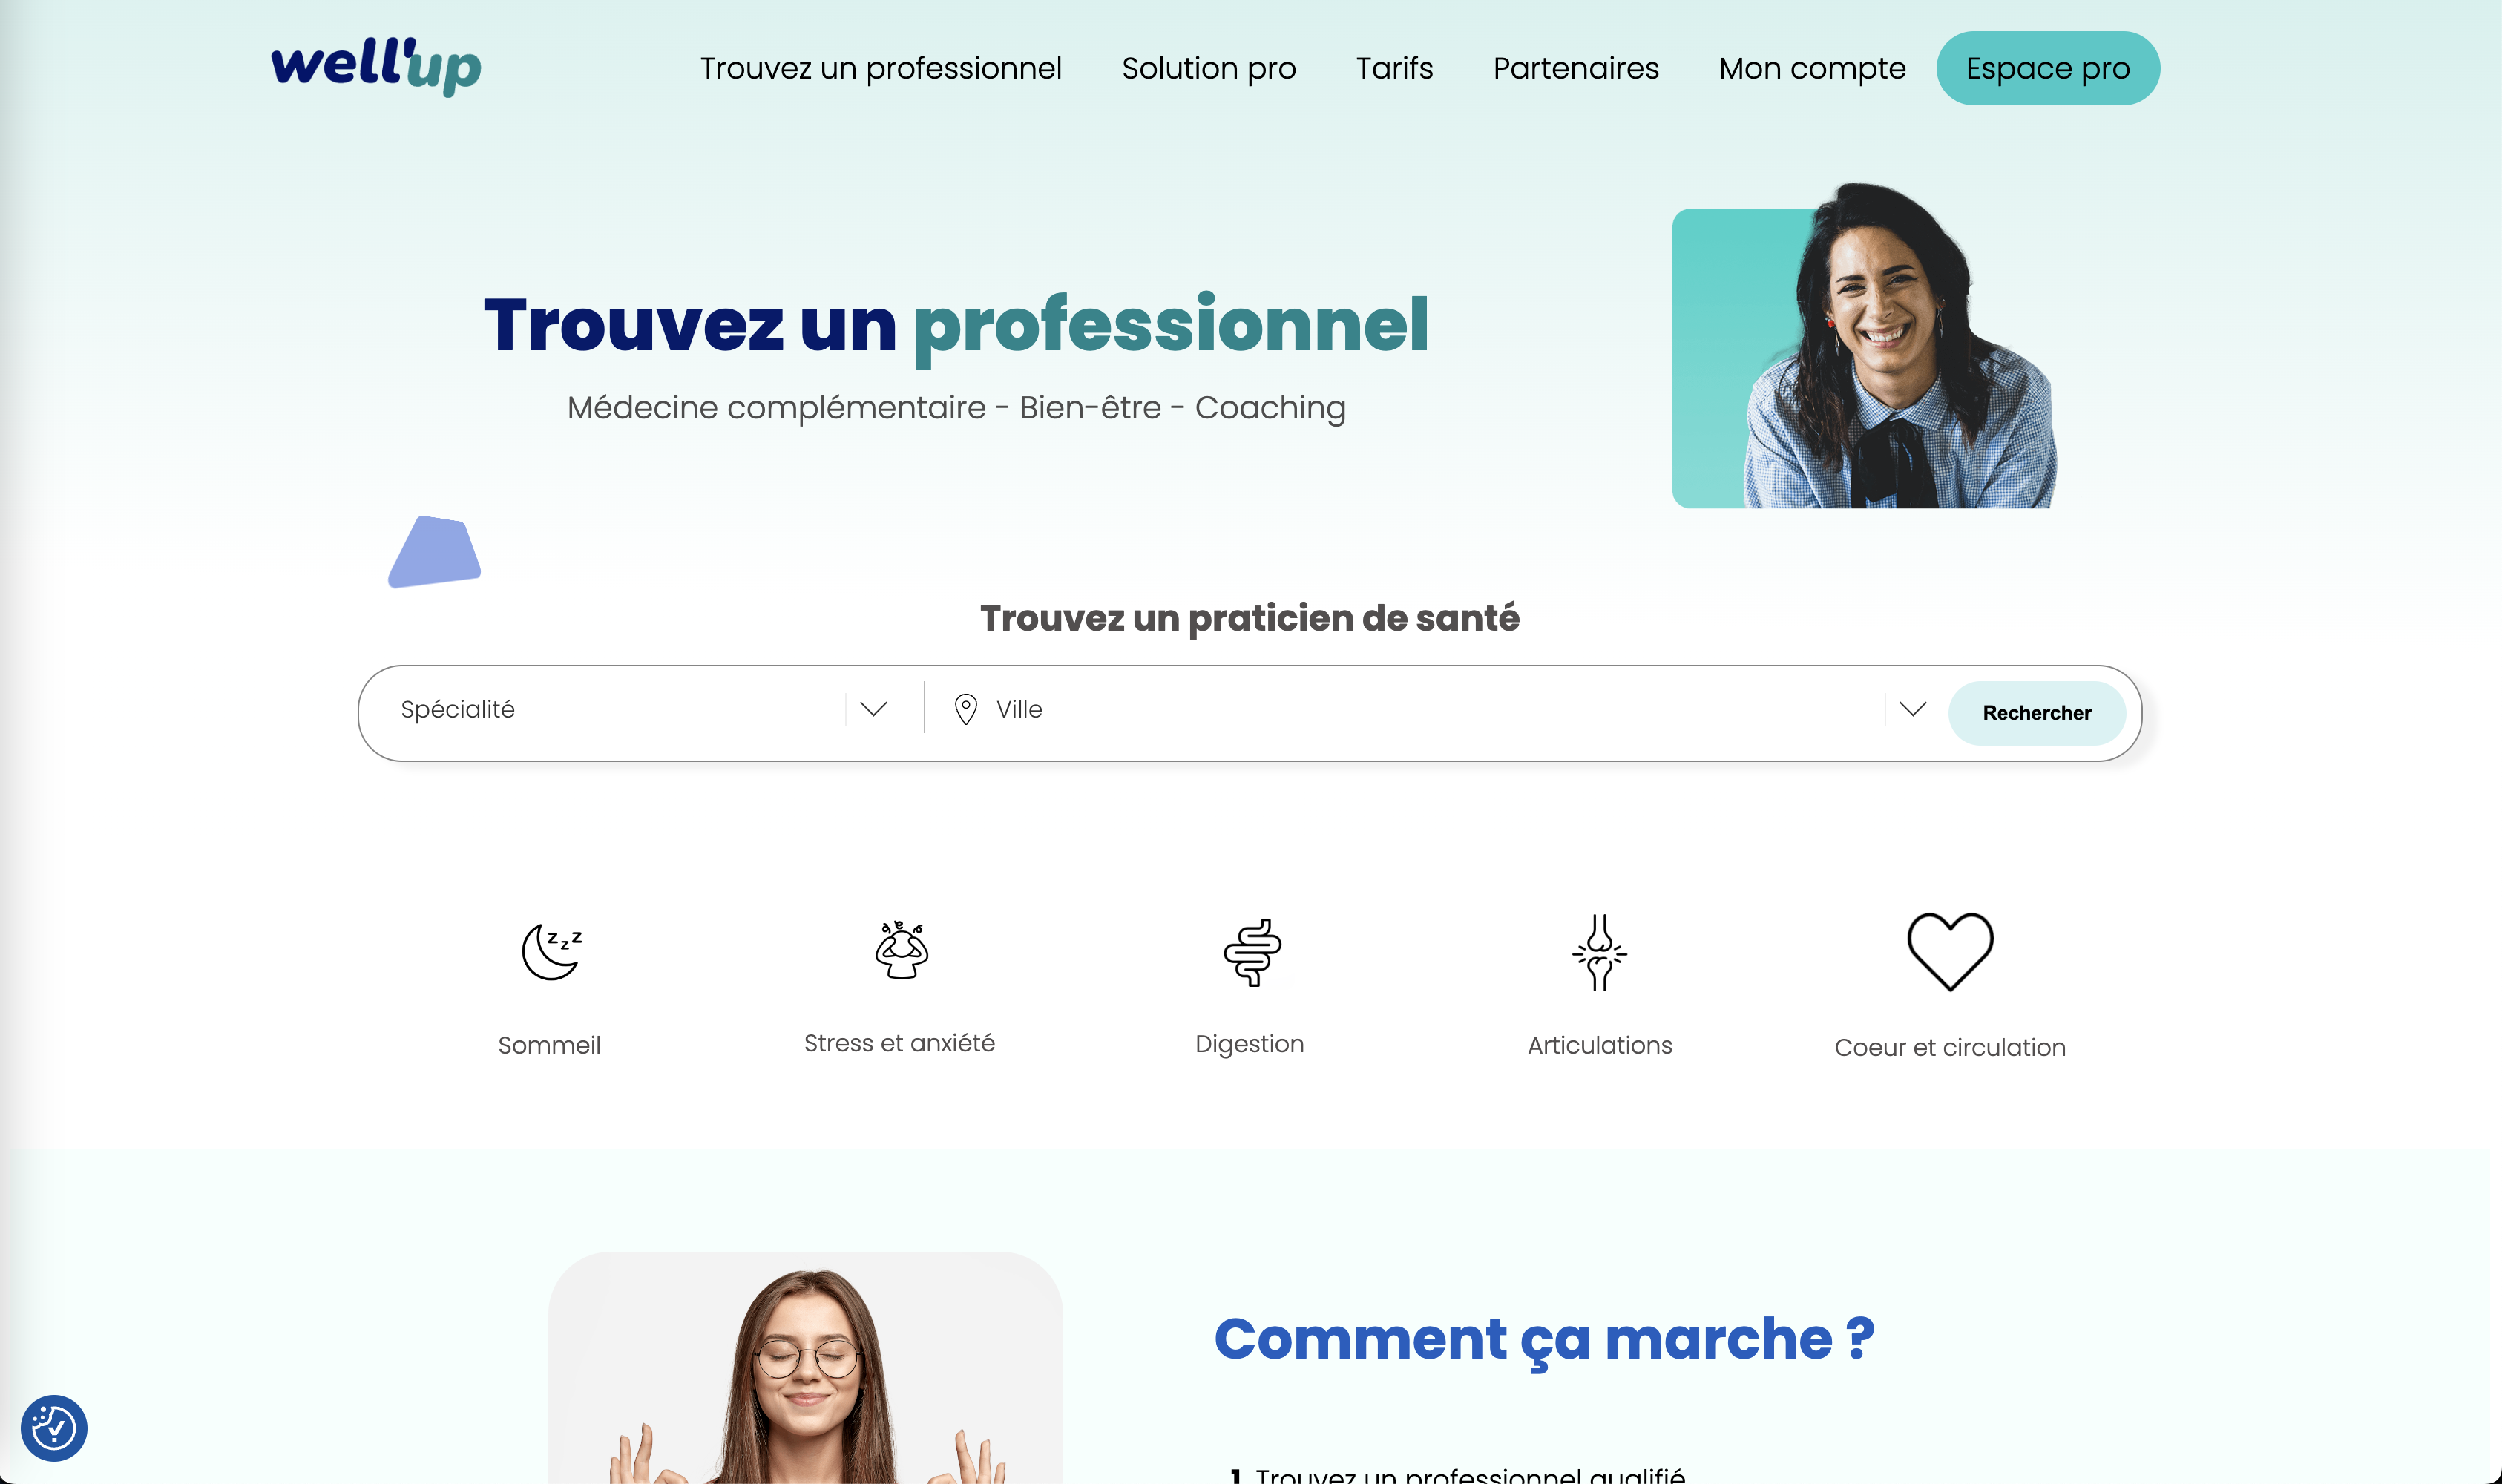 well'up
Trouvez un professionnel
Solution pro
Tarifs
Partenaires
Mon compte
Espace pro
Trouvez un professionnel
Médecine complémentaire - Bien-être - Coaching
Trouvez un praticien de santé
Spécialité
Ville
Rechercher
zzz
Sommeil
Stress et anxiété
Digestion
Articulations
Coeur et circulation
Comment ça marche ?
1 Trouvez un professionnel qualifié